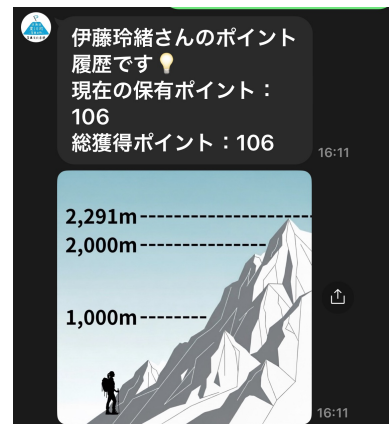 伊藤玲緒さんのポイント
履歴です💡
現在の保有ポイント：
106
総獲得ポイント：106
16:11
2,291m
2,000m
1,000m
16:11